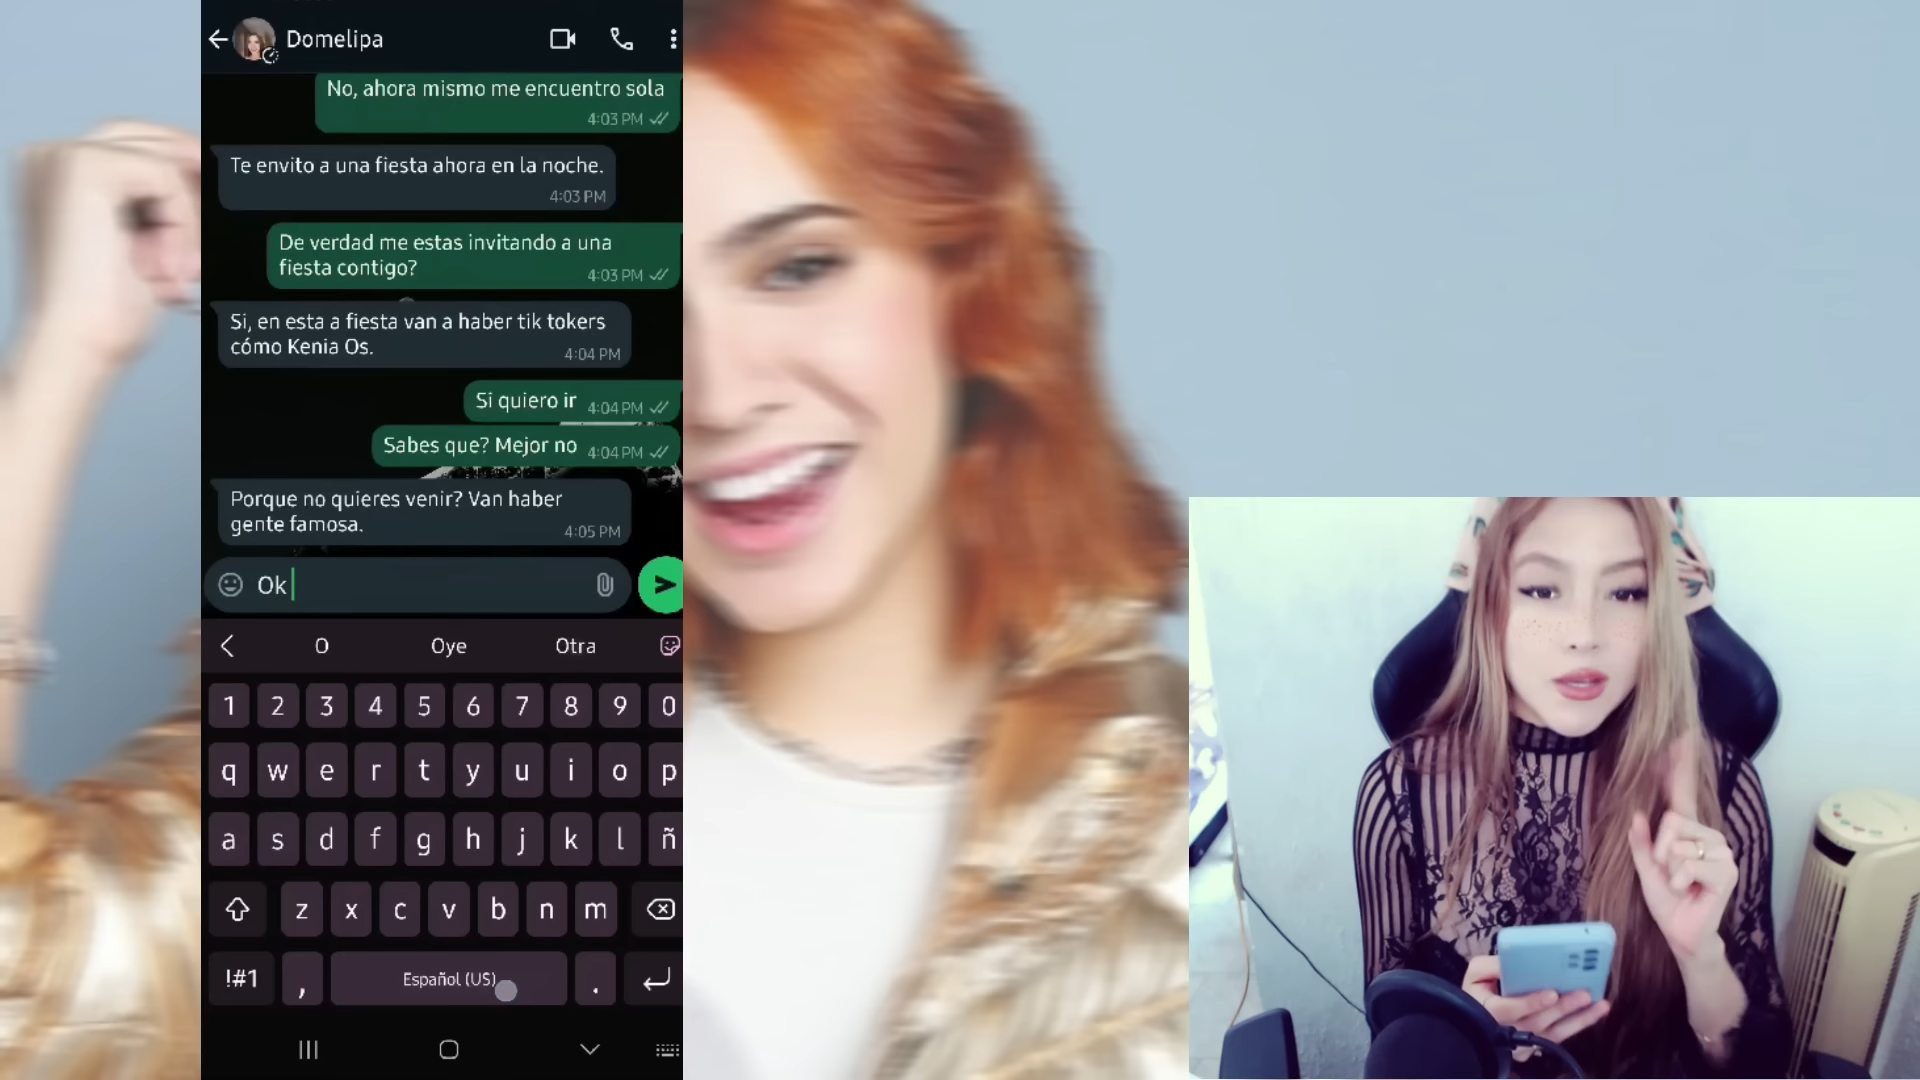 Domelipa
No, ahora mismo me encuentro sola
4:03 PM
Te envito a una fiesta ahora en la noche.
4:03 PM
De verdad me estas invitando a una
fiesta contigo?
4:03 PM
Si, en esta a fiesta van a haber tik tokers
cómo Kenia Os.
4:04 PM
Si quiero ir 4:04 PM
Sabes que? Mejor no 4:04 PM
Porque no quieres venir? Van haber
gente famosa.
4:05 PM
Ok
O Oye Otra
1 2 3 4 5 6 7 8 9 0
q w e r t y u i o p
a s d f g h j k l ñ
z x c v b n m
!#1 , Español (US) .